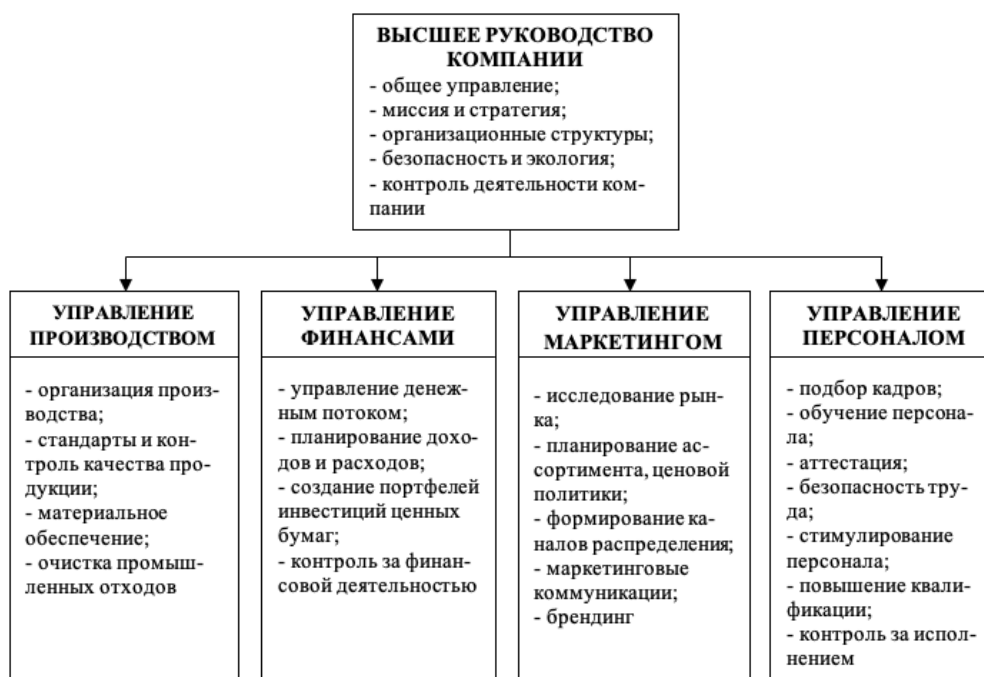 ВЫСШЕЕ РУКОВОДСТВО
КОМПАНИИ
- общее управление;
- миссия и стратегия;
- организационные структуры;
- безопасность и экология;
- контроль деятельности ком-
пании
УПРАВЛЕНИЕ
ПРОИЗВОДСТВОМ
- организация произ-
водства;
- стандарты и кон-
троль качества про-
дукции;
- материальное
обеспечение;
- очистка промыш-
ленных отходов
УПРАВЛЕНИЕ
ФИНАНСАМИ
- управление денеж-
ным потоком;
- планирование дохо-
дов и расходов;
- создание портфелей
инвестиций ценных
бумаг;
- контроль за финан-
совой деятельностью
УПРАВЛЕНИЕ
МАРКЕТИНГОМ
- исследование рын-
ка;
- планирование ас-
сортимента, ценовой
политики;
- формирование ка-
налов распределения;
- маркетинговые
коммуникации;
- брендинг
УПРАВЛЕНИЕ
ПЕРСОНАЛОМ
- подбор кадров;
- обучение персона-
ла;
- аттестация;
- безопасность тру-
да;
- стимулирование
персонала;
- повышение квали-
фикации;
- контроль за испол-
нением